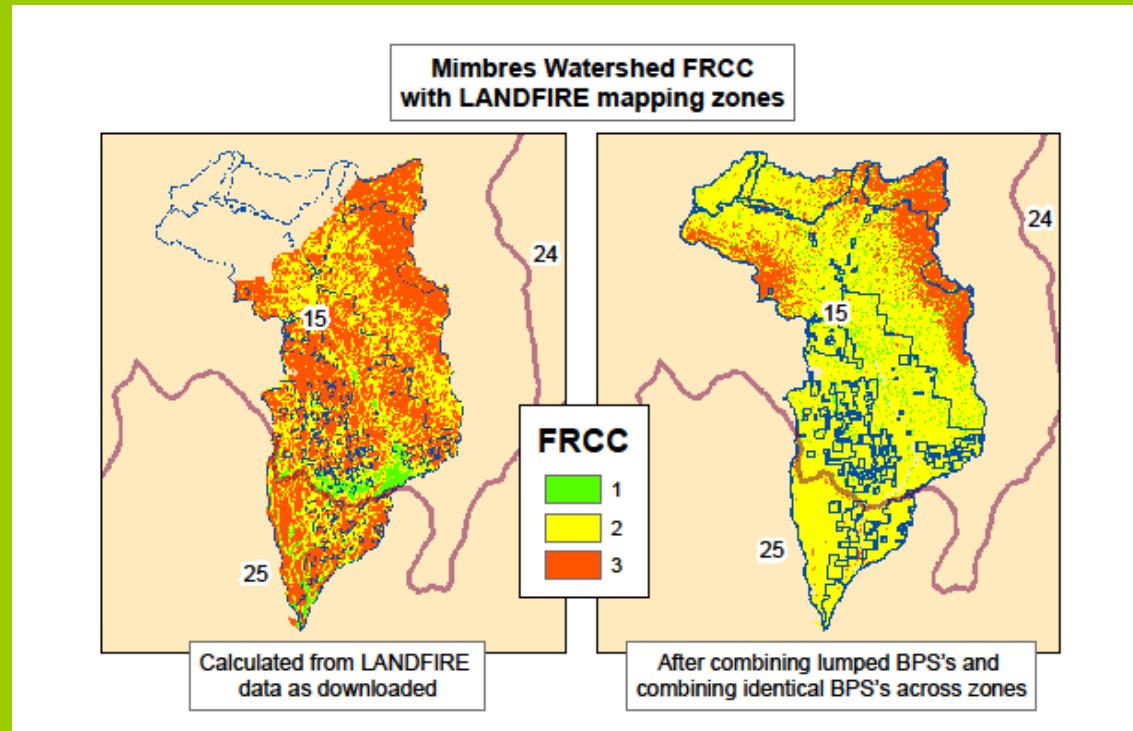 Mimbres Watershed FRCC
with LANDFIRE mapping zones
24
15
25
24
15
25
FRCC
1
2
3
Calculated from LANDFIRE
data as downloaded
After combining lumped BPS's and
combining identical BPS's across zones